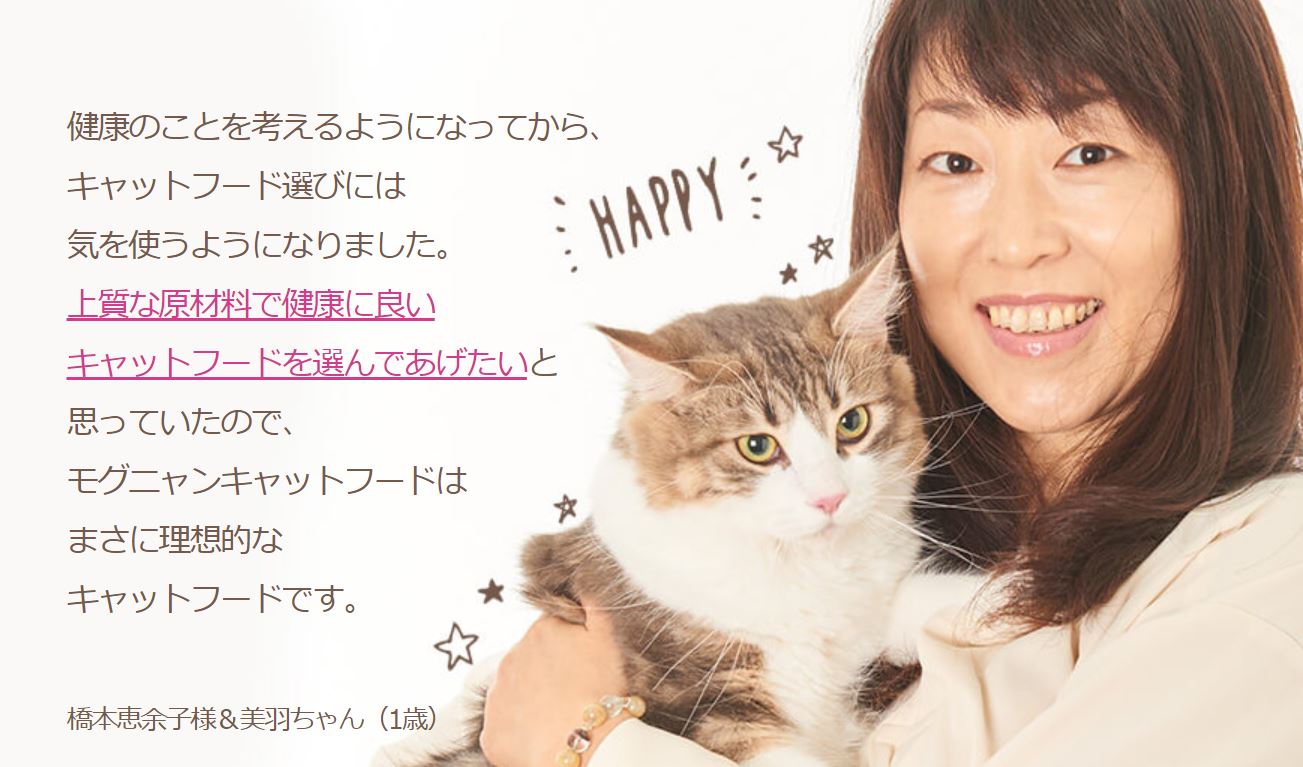 健康のことを考えるようになってから、
キャットフード選びには
気を使うようになりました。
上質な原材料で健康に良い
キャットフードを選んであげたいと
思っていたので、
モグニャンキャットフードは
まさに理想的な
キャットフードです。
HAPPY
橋本恵余子様＆美羽ちゃん（1歳）